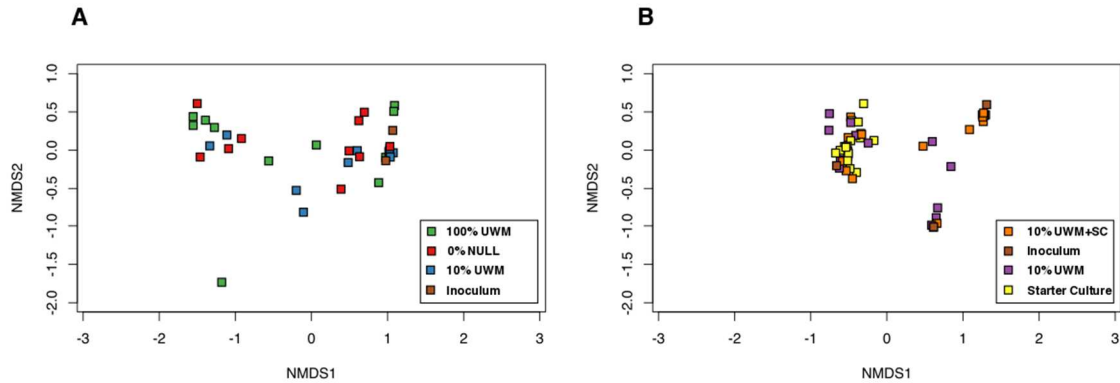 A
B
1.0
0.5
0.0
-0.5
-1.0
-1.5
-2.0
NMDS2
-3
-2
-1
0
1
2
3
NMDS1
100% UWM
0% NULL
10% UWM
Inoculum
1.0
0.5
0.0
-0.5
-1.0
-1.5
-2.0
NMDS2
-3
-2
-1
0
1
2
3
NMDS1
10% UWM+SC
Inoculum
10% UWM
Starter Culture